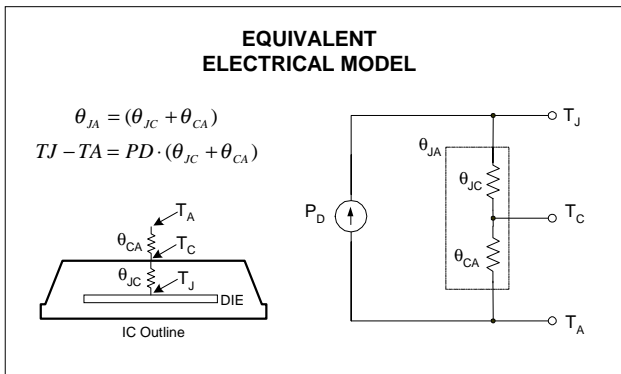 EQUIVALENT
ELECTRICAL MODEL
θJA = (θJC + θCA)
TJ – TA = PD · (θJC + θCA)
TA
θCA
TC
θJC
TJ
DIE
IC Outline
TJ
θJA
θJC
PD
TC
θCA
TA